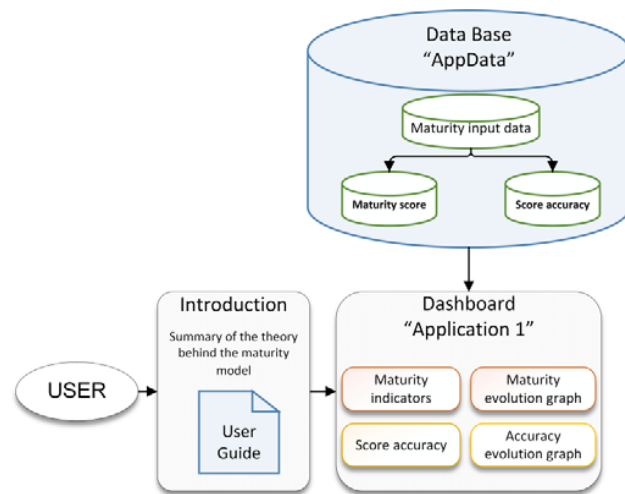 Data Base
"AppData"
Maturity input data
Maturity score
Score accuracy
Introduction
Summary of the theory
behind the maturity
model
User
Guide
USER
Dashboard
"Application 1"
Maturity
indicators
Maturity
evolution graph
Score accuracy
Accuracy
evolution graph